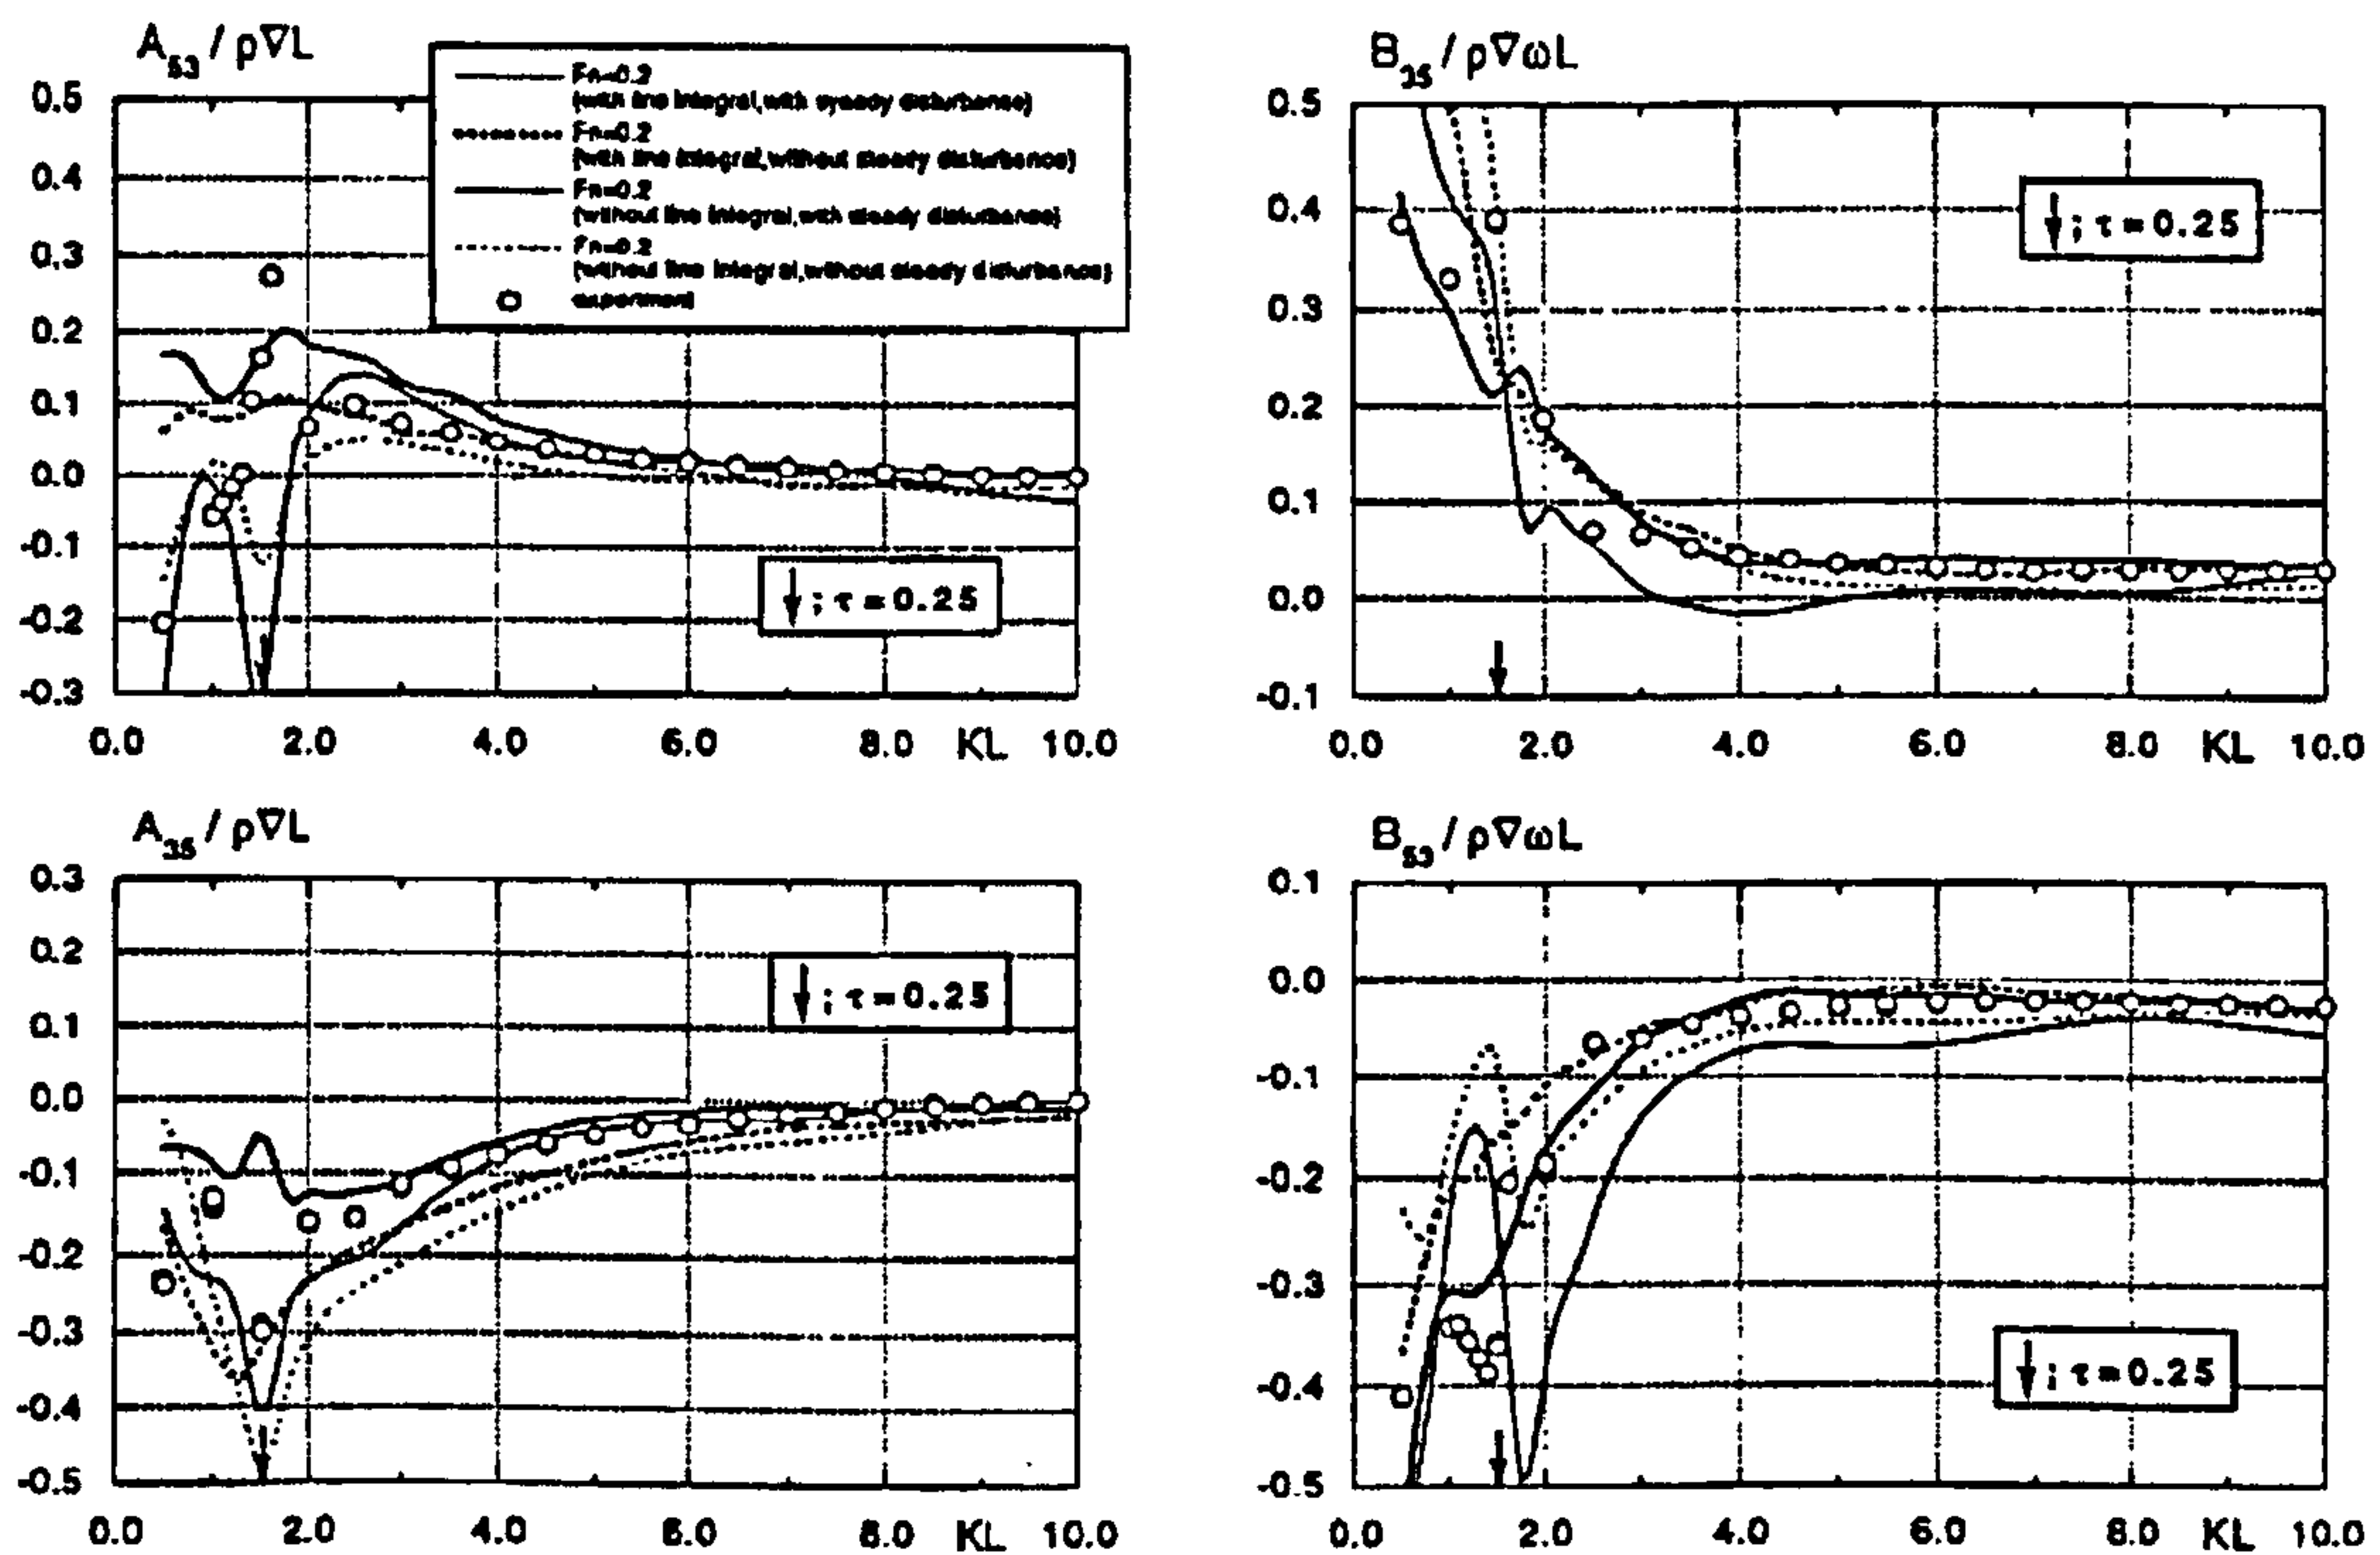 A53 / ρ∇L
Fn=0.2
(with line integral,with syeady disturbance)
Fn=0.2
(with line integral,without steady disturbance)
Fn=0.2
(without line integral,with steady disturbance)
Fn=0.2
(without line integral,without steady disturbance)
experiment
0.5
0.4
0.3
0.2
0.1
0.0
-0.1
-0.2
-0.3
↓ ; τ = 0.25
0.0 2.0 4.0 6.0 8.0 KL 10.0
B35 / ρ∇ωL
0.5
0.4
0.3
0.2
0.1
0.0
-0.1
↓ ; τ = 0.25
0.0 2.0 4.0 6.0 8.0 KL 10.0
A35 / ρ∇L
0.3
0.2
0.1
0.0
-0.1
-0.2
-0.3
-0.4
-0.5
↓ ; τ = 0.25
0.0 2.0 4.0 6.0 8.0 KL 10.0
B53 / ρ∇ωL
0.1
0.0
-0.1
-0.2
-0.3
-0.4
-0.5
↓ ; τ = 0.25
0.0 2.0 4.0 6.0 8.0 KL 10.0